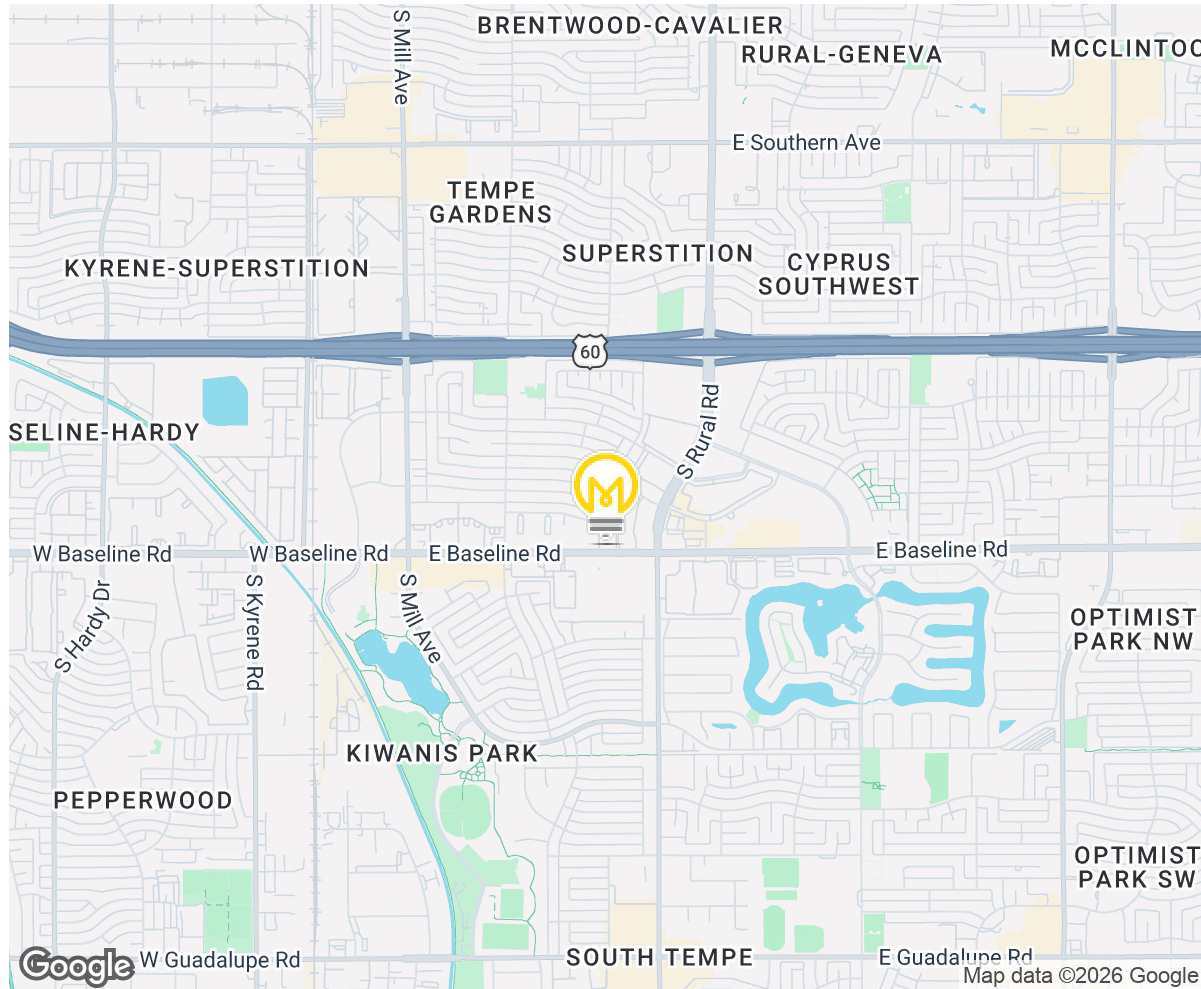 BRENTWOOD-CAVALIER
S Mill Ave
RURAL-GENEVA
MCCLINTOC
E Southern Ave
TEMPE
GARDENS
SUPERSTITION
KYRENE-SUPERSTITION
CYPRUS
SOUTHWEST
60
S Rural Rd
SELINE-HARDY
W Baseline Rd
W Baseline Rd
E Baseline Rd
E Baseline Rd
S Hardy Dr
S Kyrene Rd
S Mill Ave
OPTIMIST
PARK NW
KIWANIS PARK
PEPPERWOOD
OPTIMIST
PARK SW
Google
W Guadalupe Rd
SOUTH TEMPE
E Guadalupe Rd
Map data ©2026 Google